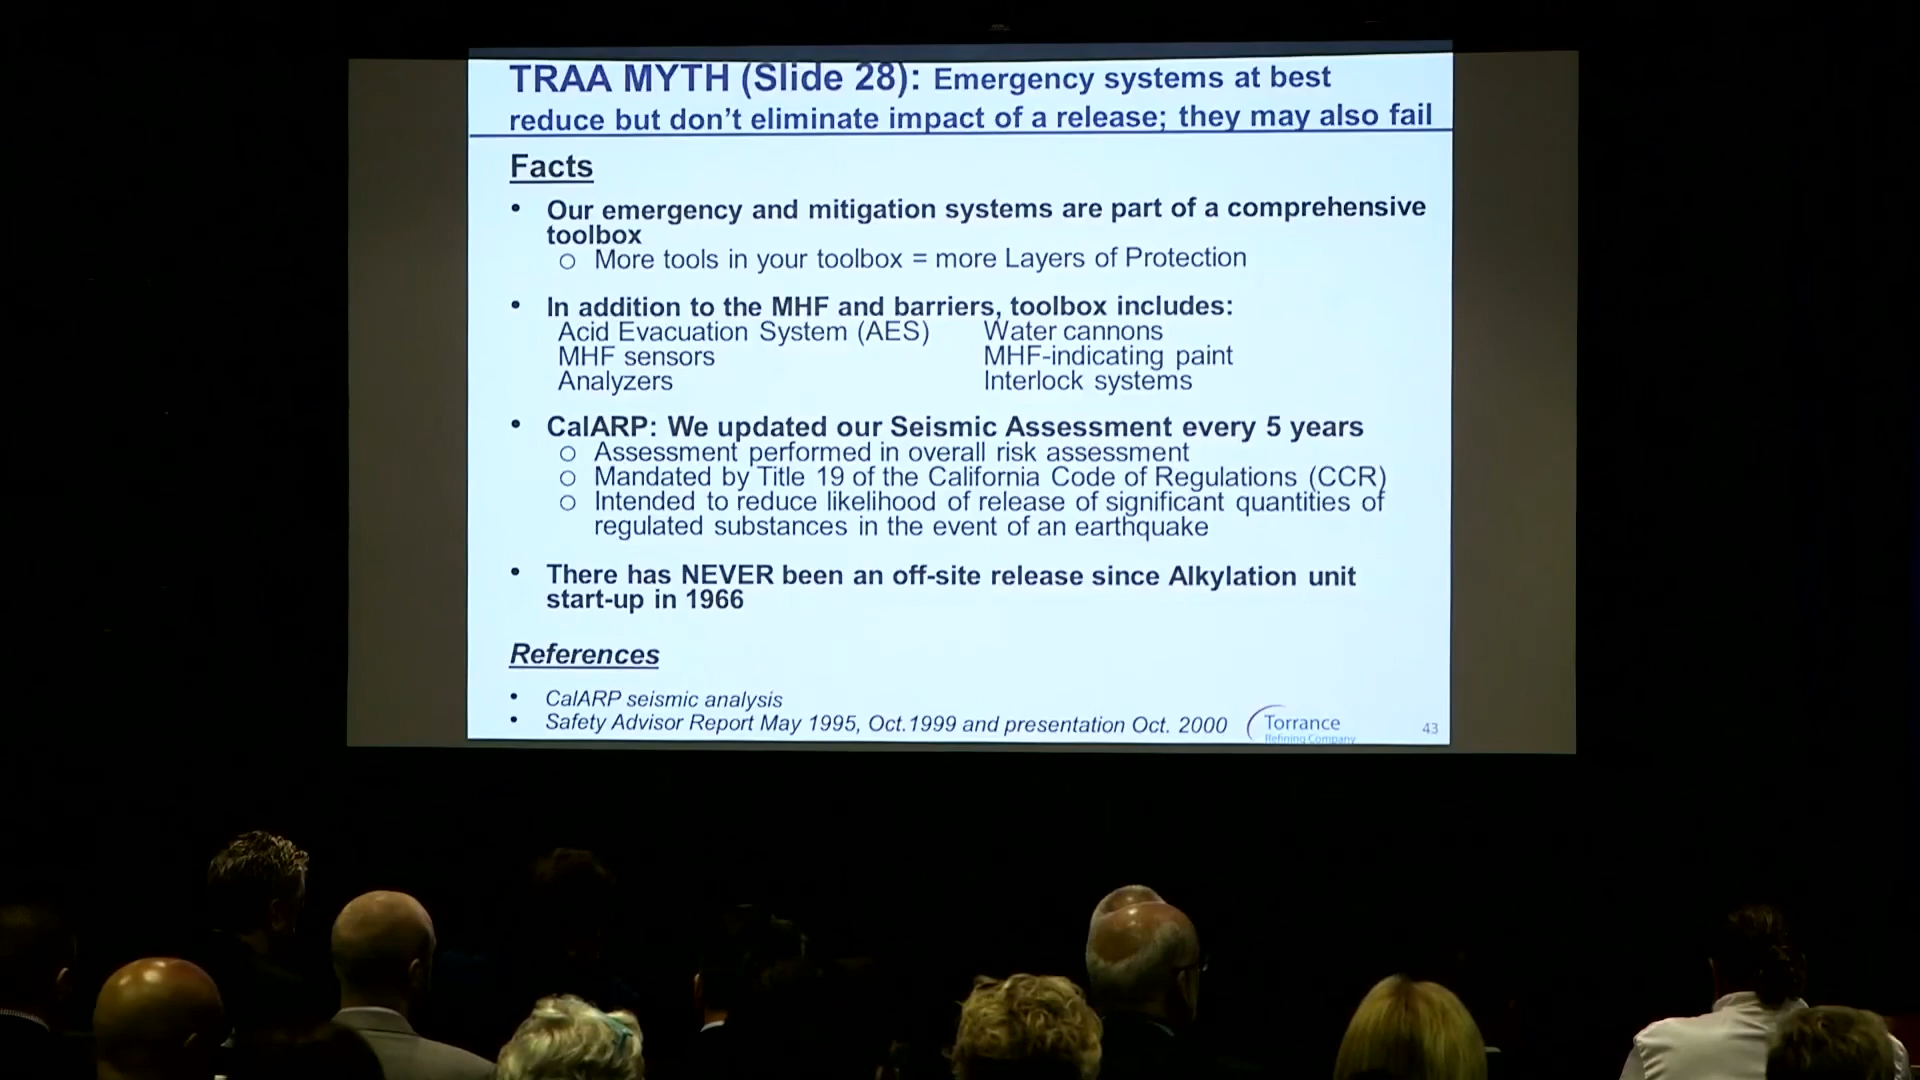 TRAA MYTH (Slide 28): Emergency systems at best
reduce but don't eliminate impact of a release; they may also fail
Facts
• Our emergency and mitigation systems are part of a comprehensive
toolbox
o More tools in your toolbox = more Layers of Protection
• In addition to the MHF and barriers, toolbox includes:
Acid Evacuation System (AES) Water cannons
MHF sensors MHF-indicating paint
Analyzers Interlock systems
• CalARP: We updated our Seismic Assessment every 5 years
o Assessment performed in overall risk assessment
o Mandated by Title 19 of the California Code of Regulations (CCR)
o Intended to reduce likelihood of release of significant quantities of
regulated substances in the event of an earthquake
• There has NEVER been an off-site release since Alkylation unit
start-up in 1966
References
• CalARP seismic analysis
• Safety Advisor Report May 1995, Oct.1999 and presentation Oct. 2000
Torrance
Refining Company
43